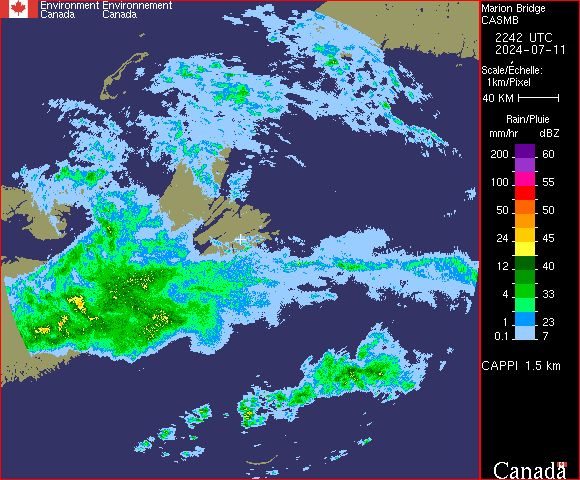 Environment Environnement
Canada Canada
Marion Bridge
CASMB
2242 UTC
2024-07-11
Scale/Échelle:
1km/Pixel
40 KM
Rain/Pluie
mm/hr dBZ
200 60
100 55
50 50
24 45
12 40
4 33
1 28
0.1 23
7
CAPPI 1.5 km
Canada